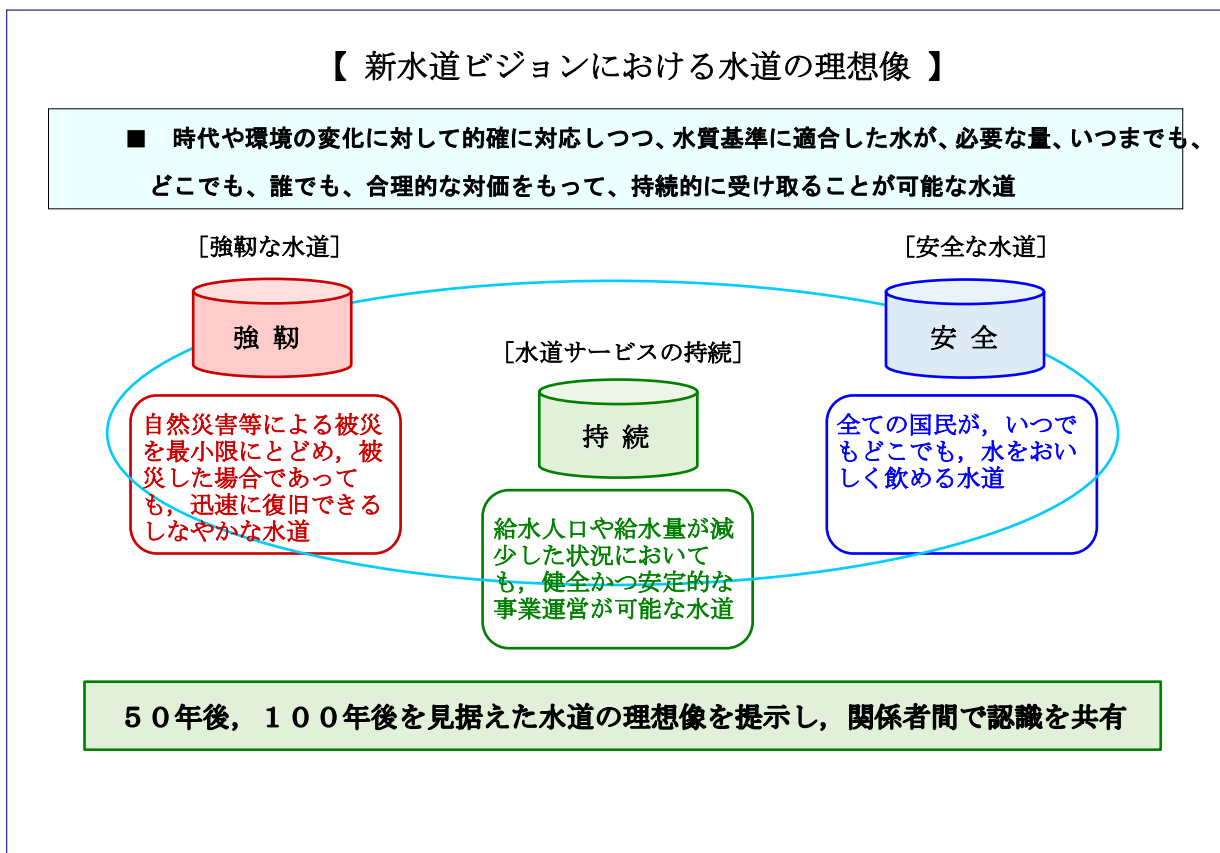 【 新水道ビジョンにおける水道の理想像 】
■ 時代や環境の変化に対して的確に対応しつつ、水質基準に適合した水が、必要な量、いつまでも、
どこでも、誰でも、合理的な対価をもって、持続的に受け取ることが可能な水道
［強靭な水道］
［安全な水道］
強 靭
安 全
［水道サービスの持続］
持 続
自然災害等による被災
を最小限にとどめ，被
災した場合であって
も，迅速に復旧できる
しなやかな水道
全ての国民が，いつで
もどこでも，水をおい
しく飲める水道
給水人口や給水量が減
少した状況において
も，健全かつ安定的な
事業運営が可能な水道
５０年後，１００年後を見据えた水道の理想像を提示し，関係者間で認識を共有